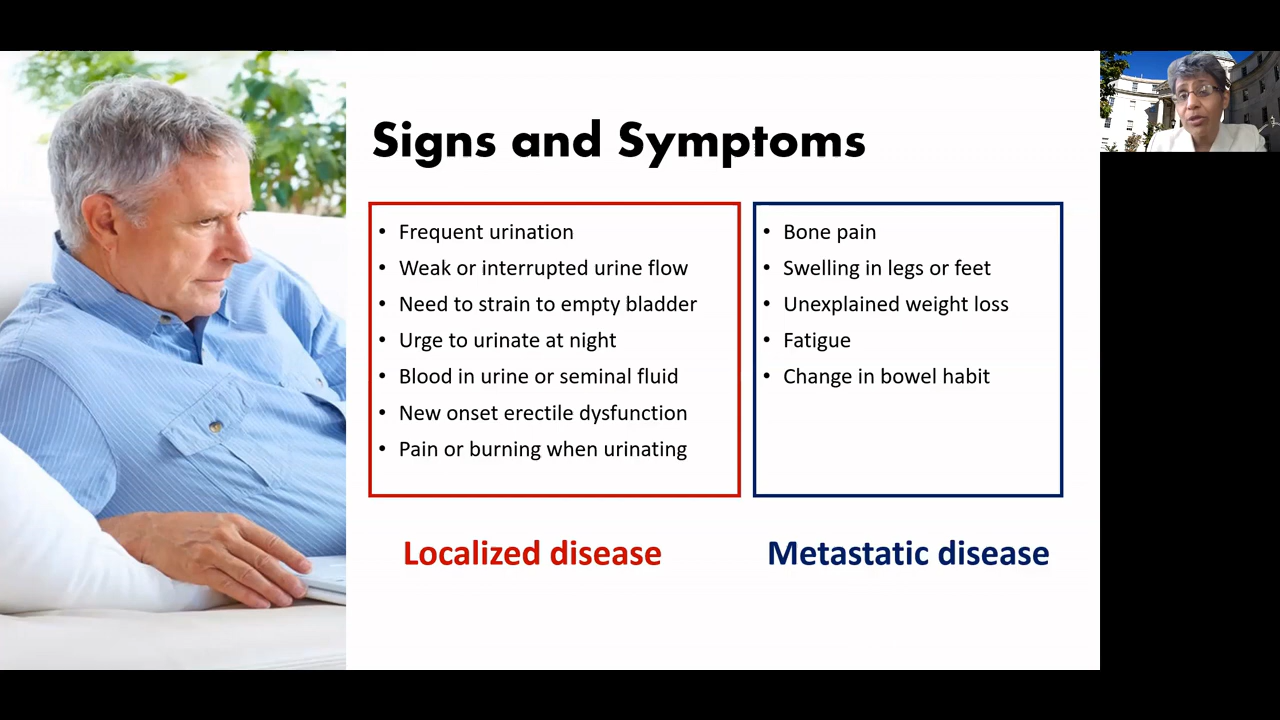 Signs and Symptoms
• Frequent urination
• Weak or interrupted urine flow
• Need to strain to empty bladder
• Urge to urinate at night
• Blood in urine or seminal fluid
• New onset erectile dysfunction
• Pain or burning when urinating
Localized disease
• Bone pain
• Swelling in legs or feet
• Unexplained weight loss
• Fatigue
• Change in bowel habit
Metastatic disease